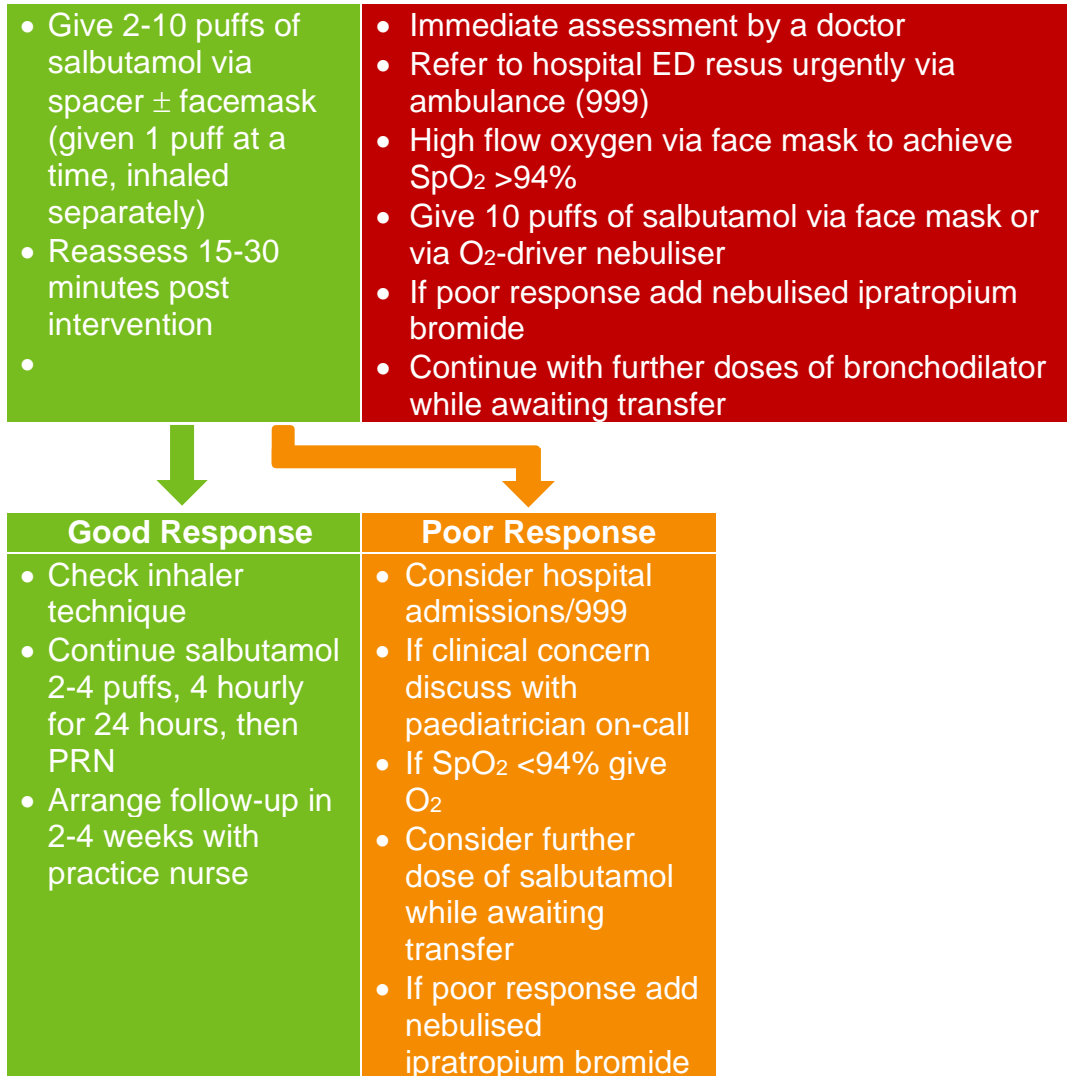 • Give 2-10 puffs of
salbutamol via
spacer ± facemask
(given 1 puff at a
time, inhaled
separately)
• Reassess 15-30
minutes post
intervention
•
• Immediate assessment by a doctor
• Refer to hospital ED resus urgently via
ambulance (999)
• High flow oxygen via face mask to achieve
SpO₂ >94%
• Give 10 puffs of salbutamol via face mask or
via O₂-driver nebuliser
• If poor response add nebulised ipratropium
bromide
• Continue with further doses of bronchodilator
while awaiting transfer
Good Response
• Check inhaler
technique
• Continue salbutamol
2-4 puffs, 4 hourly
for 24 hours, then
PRN
• Arrange follow-up in
2-4 weeks with
practice nurse
Poor Response
• Consider hospital
admissions/999
• If clinical concern
discuss with
paediatrician on-call
• If SpO₂ <94% give
O₂
• Consider further
dose of salbutamol
while awaiting
transfer
• If poor response add
nebulised
ipratropium bromide